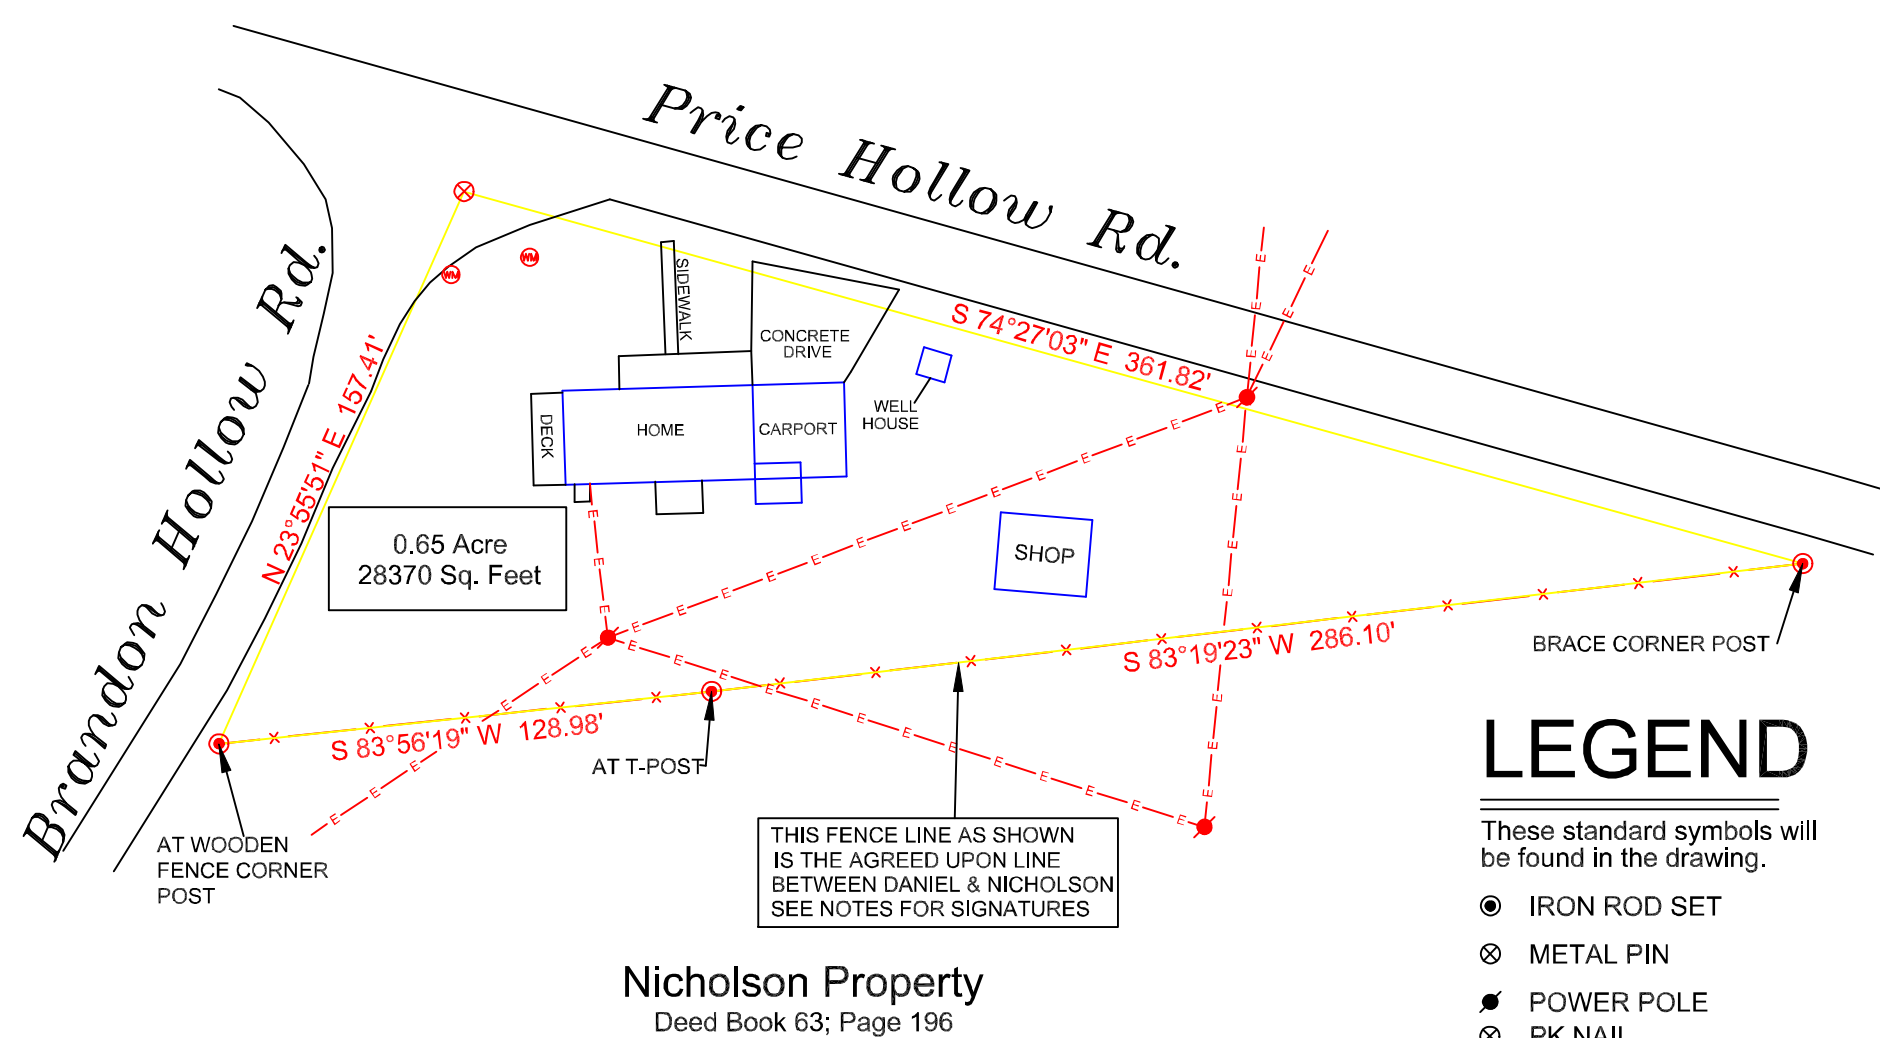 Price Hollow Rd.
Brandon Hollow Rd.
WM
WM
SIDEWALK
CONCRETE
DRIVE
S 74°27'03" E 361.82'
N 23°55'51" E 157.41'
WELL
HOUSE
DECK
HOME
CARPORT
0.65 Acre
28370 Sq. Feet
SHOP
S 83°19'23" W 286.10'
BRACE CORNER POST
S 83°56'19" W 128.98'
AT T-POST
AT WOODEN
FENCE CORNER
POST
THIS FENCE LINE AS SHOWN
IS THE AGREED UPON LINE
BETWEEN DANIEL & NICHOLSON
SEE NOTES FOR SIGNATURES
Nicholson Property
Deed Book 63; Page 196
LEGEND
These standard symbols will
be found in the drawing.
IRON ROD SET
METAL PIN
POWER POLE
PK NAIL